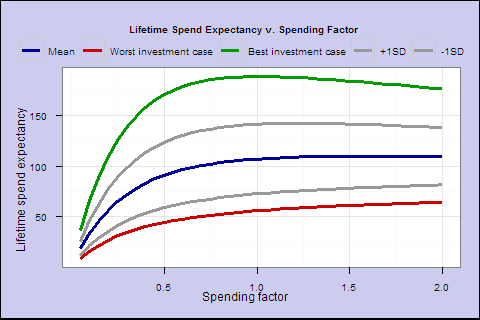 Lifetime Spend Expectancy v. Spending Factor
Mean Worst investment case Best investment case +1SD -1SD
Lifetime spend expectancy
150
100
50
0.5 1.0 1.5 2.0
Spending factor